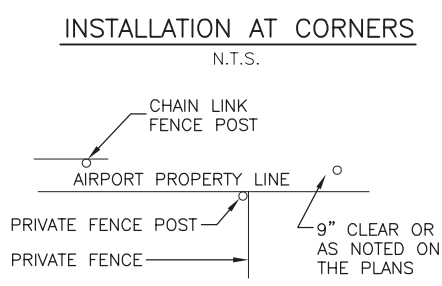 INSTALLATION AT CORNERS
N.T.S.
CHAIN LINK
FENCE POST
AIRPORT PROPERTY LINE
PRIVATE FENCE POST
PRIVATE FENCE
9" CLEAR OR
AS NOTED ON
THE PLANS